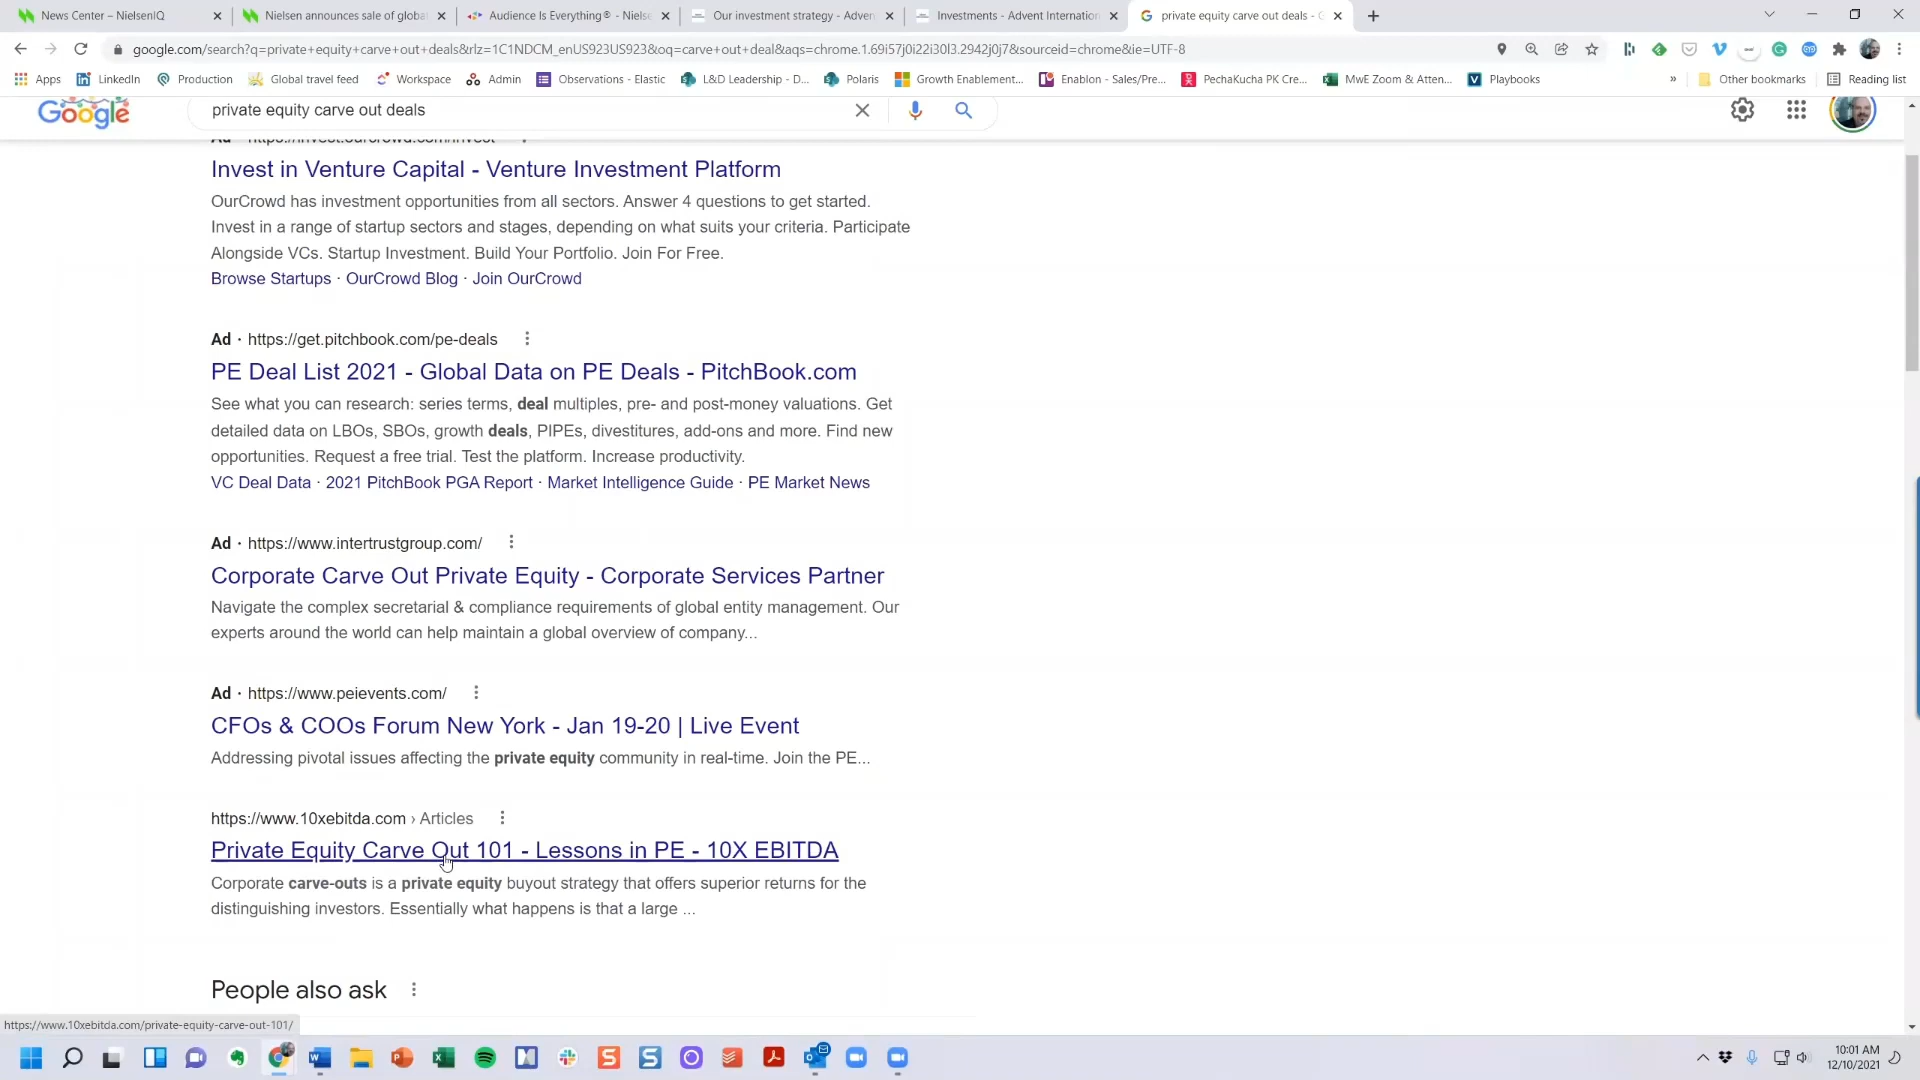 News Center – NielsenIQ
Nielsen announces sale of global
Audience Is Everything® - Nielse
Our investment strategy - Adven
Investments - Advent Internation
private equity carve out deals - G
google.com/search?q=private+equity+carve+out+deals&rlz=1C1NDCM_enUS923US923&oq=carve+out+deal&aqs=chrome.1.69i57j0i22i30l3.2942j0j7&sourceid=chrome&ie=UTF-8
Apps LinkedIn Production Global travel feed Workspace Admin Observations - Elastic L&D Leadership - D... Polaris Growth Enablement... Enablon - Sales/Pre... PechaKucha PK Cre... MwE Zoom & Atten... Playbooks » Other bookmarks Reading list
Google
private equity carve out deals
Ad · https://invest.ourcrowd.com/invest
Invest in Venture Capital - Venture Investment Platform
OurCrowd has investment opportunities from all sectors. Answer 4 questions to get started.
Invest in a range of startup sectors and stages, depending on what suits your criteria. Participate
Alongside VCs. Startup Investment. Build Your Portfolio. Join For Free.
Browse Startups · OurCrowd Blog · Join OurCrowd
Ad · https://get.pitchbook.com/pe-deals
PE Deal List 2021 - Global Data on PE Deals - PitchBook.com
See what you can research: series terms, deal multiples, pre- and post-money valuations. Get
detailed data on LBOs, SBOs, growth deals, PIPEs, divestitures, add-ons and more. Find new
opportunities. Request a free trial. Test the platform. Increase productivity.
VC Deal Data · 2021 PitchBook PGA Report · Market Intelligence Guide · PE Market News
Ad · https://www.intertrustgroup.com/
Corporate Carve Out Private Equity - Corporate Services Partner
Navigate the complex secretarial & compliance requirements of global entity management. Our
experts around the world can help maintain a global overview of company...
Ad · https://www.peievents.com/
CFOs & COOs Forum New York - Jan 19-20 | Live Event
Addressing pivotal issues affecting the private equity community in real-time. Join the PE...
https://www.10xebitda.com › Articles
Private Equity Carve Out 101 - Lessons in PE - 10X EBITDA
Corporate carve-outs is a private equity buyout strategy that offers superior returns for the
distinguishing investors. Essentially what happens is that a large ...
People also ask
https://www.10xebitda.com/private-equity-carve-out-101/
10:01 AM
12/10/2021